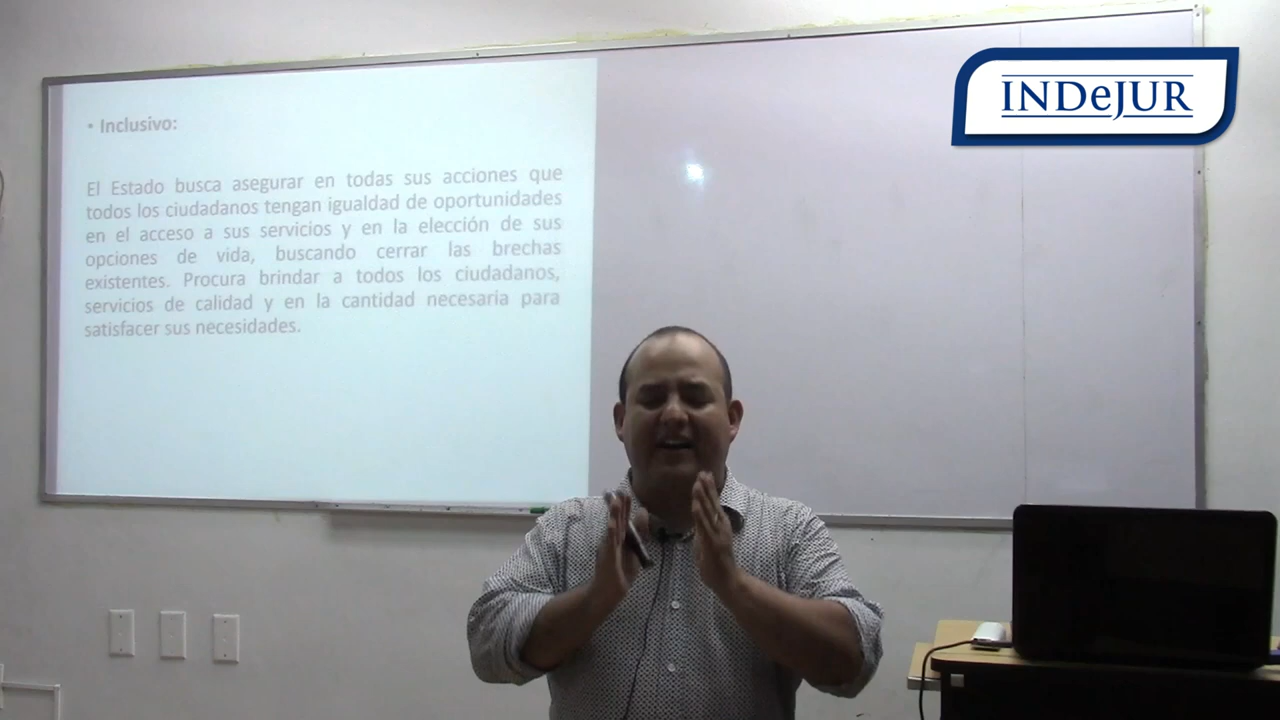 INDeJUR
• Inclusivo:
El Estado busca asegurar en todas sus acciones que
todos los ciudadanos tengan igualdad de oportunidades
en el acceso a sus servicios y en la elección de sus
opciones de vida, buscando cerrar las brechas
existentes. Procura brindar a todos los ciudadanos,
servicios de calidad y en la cantidad necesaria para
satisfacer sus necesidades.